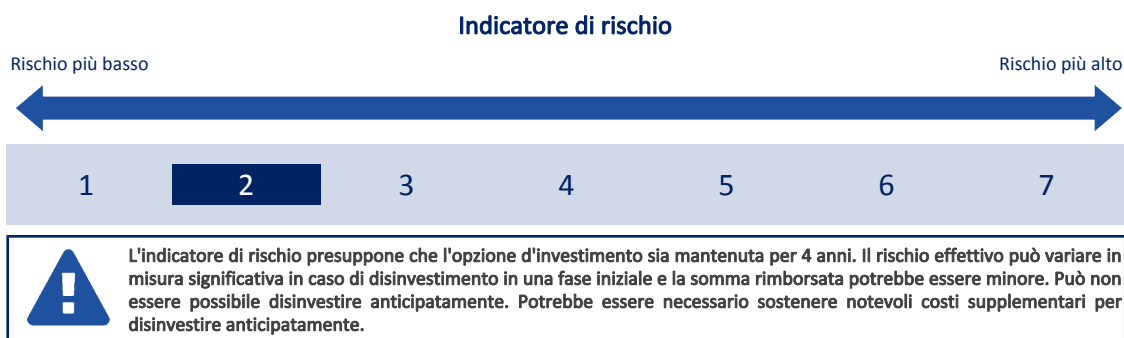 Indicatore di rischio
Rischio più basso
Rischio più alto
1 2 3 4 5 6 7
L'indicatore di rischio presuppone che l'opzione d'investimento sia mantenuta per 4 anni. Il rischio effettivo può variare in
misura significativa in caso di disinvestimento in una fase iniziale e la somma rimborsata potrebbe essere minore. Può non
essere possibile disinvestire anticipatamente. Potrebbe essere necessario sostenere notevoli costi supplementari per
disinvestire anticipatamente.